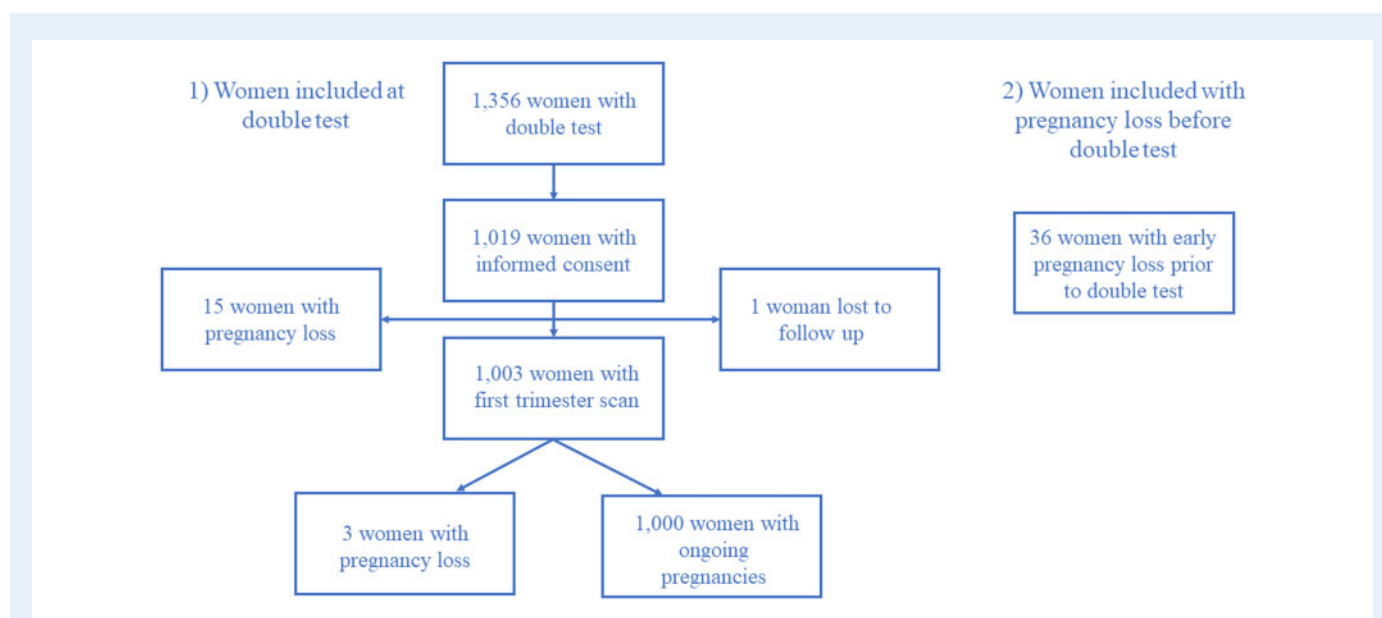 1) Women included at
double test
1,356 women with
double test
2) Women included with
pregnancy loss before
double test
1,019 women with
informed consent
36 women with early
pregnancy loss prior
to double test
15 women with
pregnancy loss
1 woman lost to
follow up
1,003 women with
first trimester scan
3 women with
pregnancy loss
1,000 women with
ongoing
pregnancies